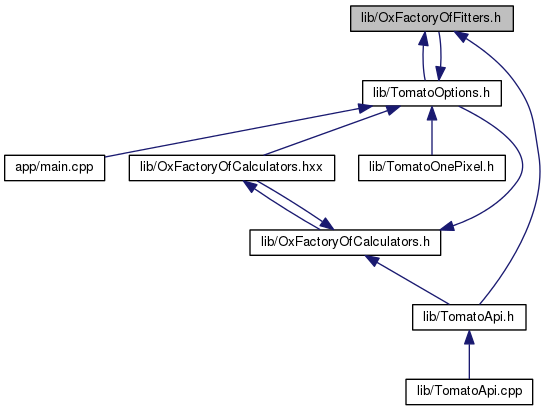 lib/OxFactoryOfFitters.h
lib/TomatoOptions.h
app/main.cpp
lib/OxFactoryOfCalculators.hxx
lib/TomatoOnePixel.h
lib/OxFactoryOfCalculators.h
lib/TomatoApi.h
lib/TomatoApi.cpp